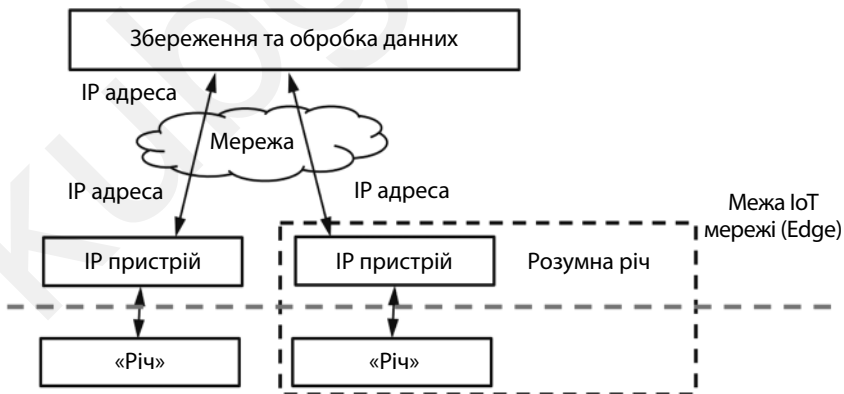 Збереження та обробка данних
IP адреса
Мережа
IP адреса
IP адреса
Межа IoT
мережі (Edge)
IP пристрій
IP пристрій
Розумна річ
«Річ»
«Річ»